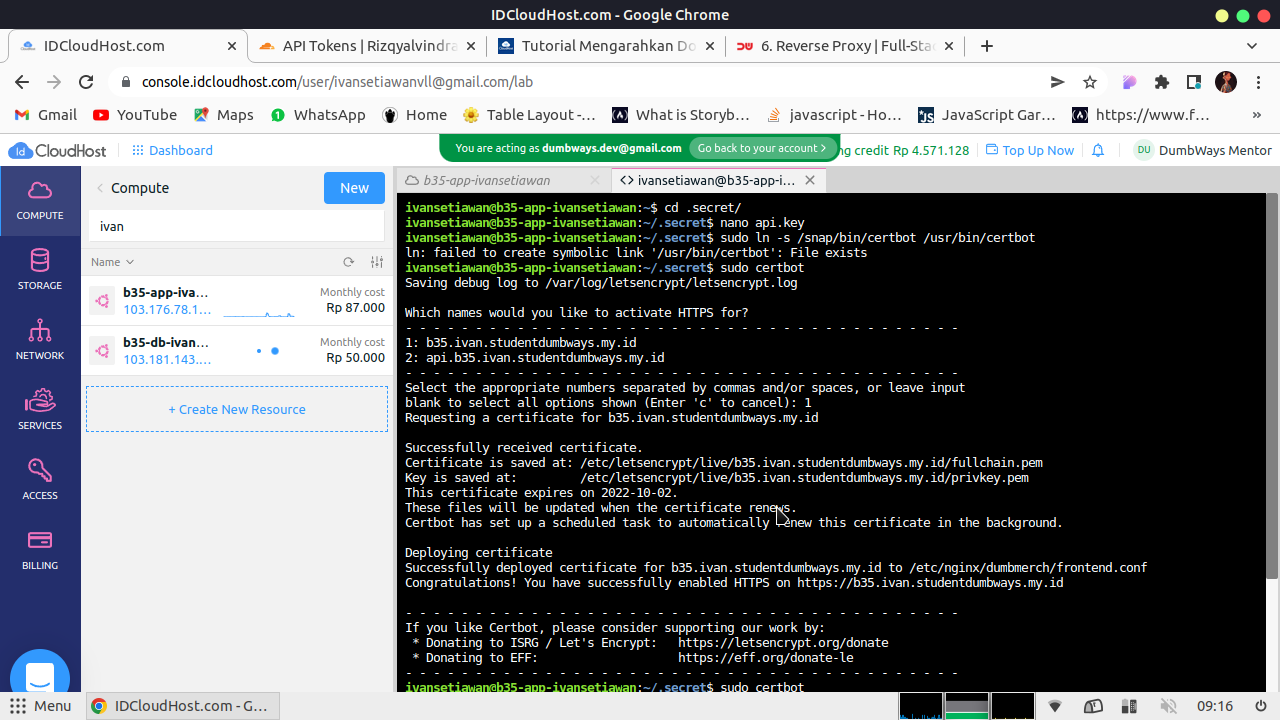 IDCloudHost.com - Google Chrome
IDCloudHost.com
API Tokens | Rizqyalvindra
Tutorial Mengarahkan Do
6. Reverse Proxy | Full-Stac
console.idcloudhost.com/user/ivansetiawanvll@gmail.com/lab
Gmail YouTube Maps WhatsApp Home Table Layout -... What is Storyb... javascript - Ho... JavaScript Gar... https://www.f... »
Id CloudHost Dashboard
You are acting as dumbways.dev@gmail.com Go back to your account >
ng credit Rp 4.571.128 Top Up Now DU DumbWays Mentor
COMPUTE
STORAGE
NETWORK
SERVICES
ACCESS
BILLING
Compute New
ivan
Name
b35-app-iva... Monthly cost
103.176.78.1... Rp 87.000
b35-db-ivan... Monthly cost
103.181.143.... Rp 50.000
+ Create New Resource
b35-app-ivansetiawan
ivansetiawan@b35-app-i...
ivansetiawan@b35-app-ivansetiawan:~$ cd .secret/
ivansetiawan@b35-app-ivansetiawan:~/.secret$ nano api.key
ivansetiawan@b35-app-ivansetiawan:~/.secret$ sudo ln -s /snap/bin/certbot /usr/bin/certbot
ln: failed to create symbolic link '/usr/bin/certbot': File exists
ivansetiawan@b35-app-ivansetiawan:~/.secret$ sudo certbot
Saving debug log to /var/log/letsencrypt/letsencrypt.log
Which names would you like to activate HTTPS for?
- - - - - - - - - - - - - - - - - - - - - - - - - - - - - - - - - - - - - - - -
1: b35.ivan.studentdumbways.my.id
2: api.b35.ivan.studentdumbways.my.id
- - - - - - - - - - - - - - - - - - - - - - - - - - - - - - - - - - - - - - - -
Select the appropriate numbers separated by commas and/or spaces, or leave input
blank to select all options shown (Enter 'c' to cancel): 1
Requesting a certificate for b35.ivan.studentdumbways.my.id
Successfully received certificate.
Certificate is saved at: /etc/letsencrypt/live/b35.ivan.studentdumbways.my.id/fullchain.pem
Key is saved at: /etc/letsencrypt/live/b35.ivan.studentdumbways.my.id/privkey.pem
This certificate expires on 2022-10-02.
These files will be updated when the certificate renews.
Certbot has set up a scheduled task to automatically renew this certificate in the background.
Deploying certificate
Successfully deployed certificate for b35.ivan.studentdumbways.my.id to /etc/nginx/dumbmerch/frontend.conf
Congratulations! You have successfully enabled HTTPS on https://b35.ivan.studentdumbways.my.id
- - - - - - - - - - - - - - - - - - - - - - - - - - - - - - - - - - - - - - - -
If you like Certbot, please consider supporting our work by:
* Donating to ISRG / Let's Encrypt: https://letsencrypt.org/donate
* Donating to EFF: https://eff.org/donate-le
- - - - - - - - - - - - - - - - - - - - - - - - - - - - - - - - - - - - - - - -
ivansetiawan@b35-app-ivansetiawan:~/.secret$ sudo certbot
Menu IDCloudHost.com - G... 09:16